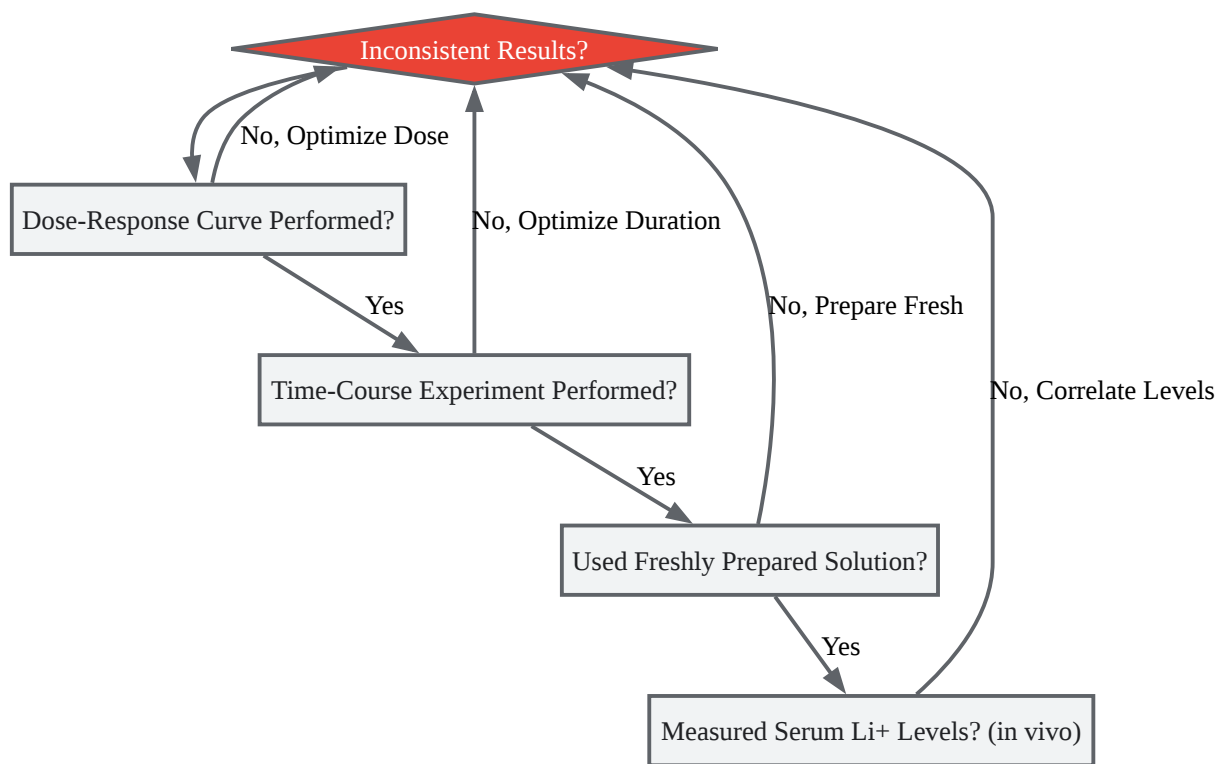 Inconsistent Results?
No, Optimize Dose
Dose-Response Curve Performed?
No, Optimize Duration
Yes
No, Prepare Fresh
Time-Course Experiment Performed?
No, Correlate Levels
Yes
Used Freshly Prepared Solution?
Yes
Measured Serum Li+ Levels? (in vivo)